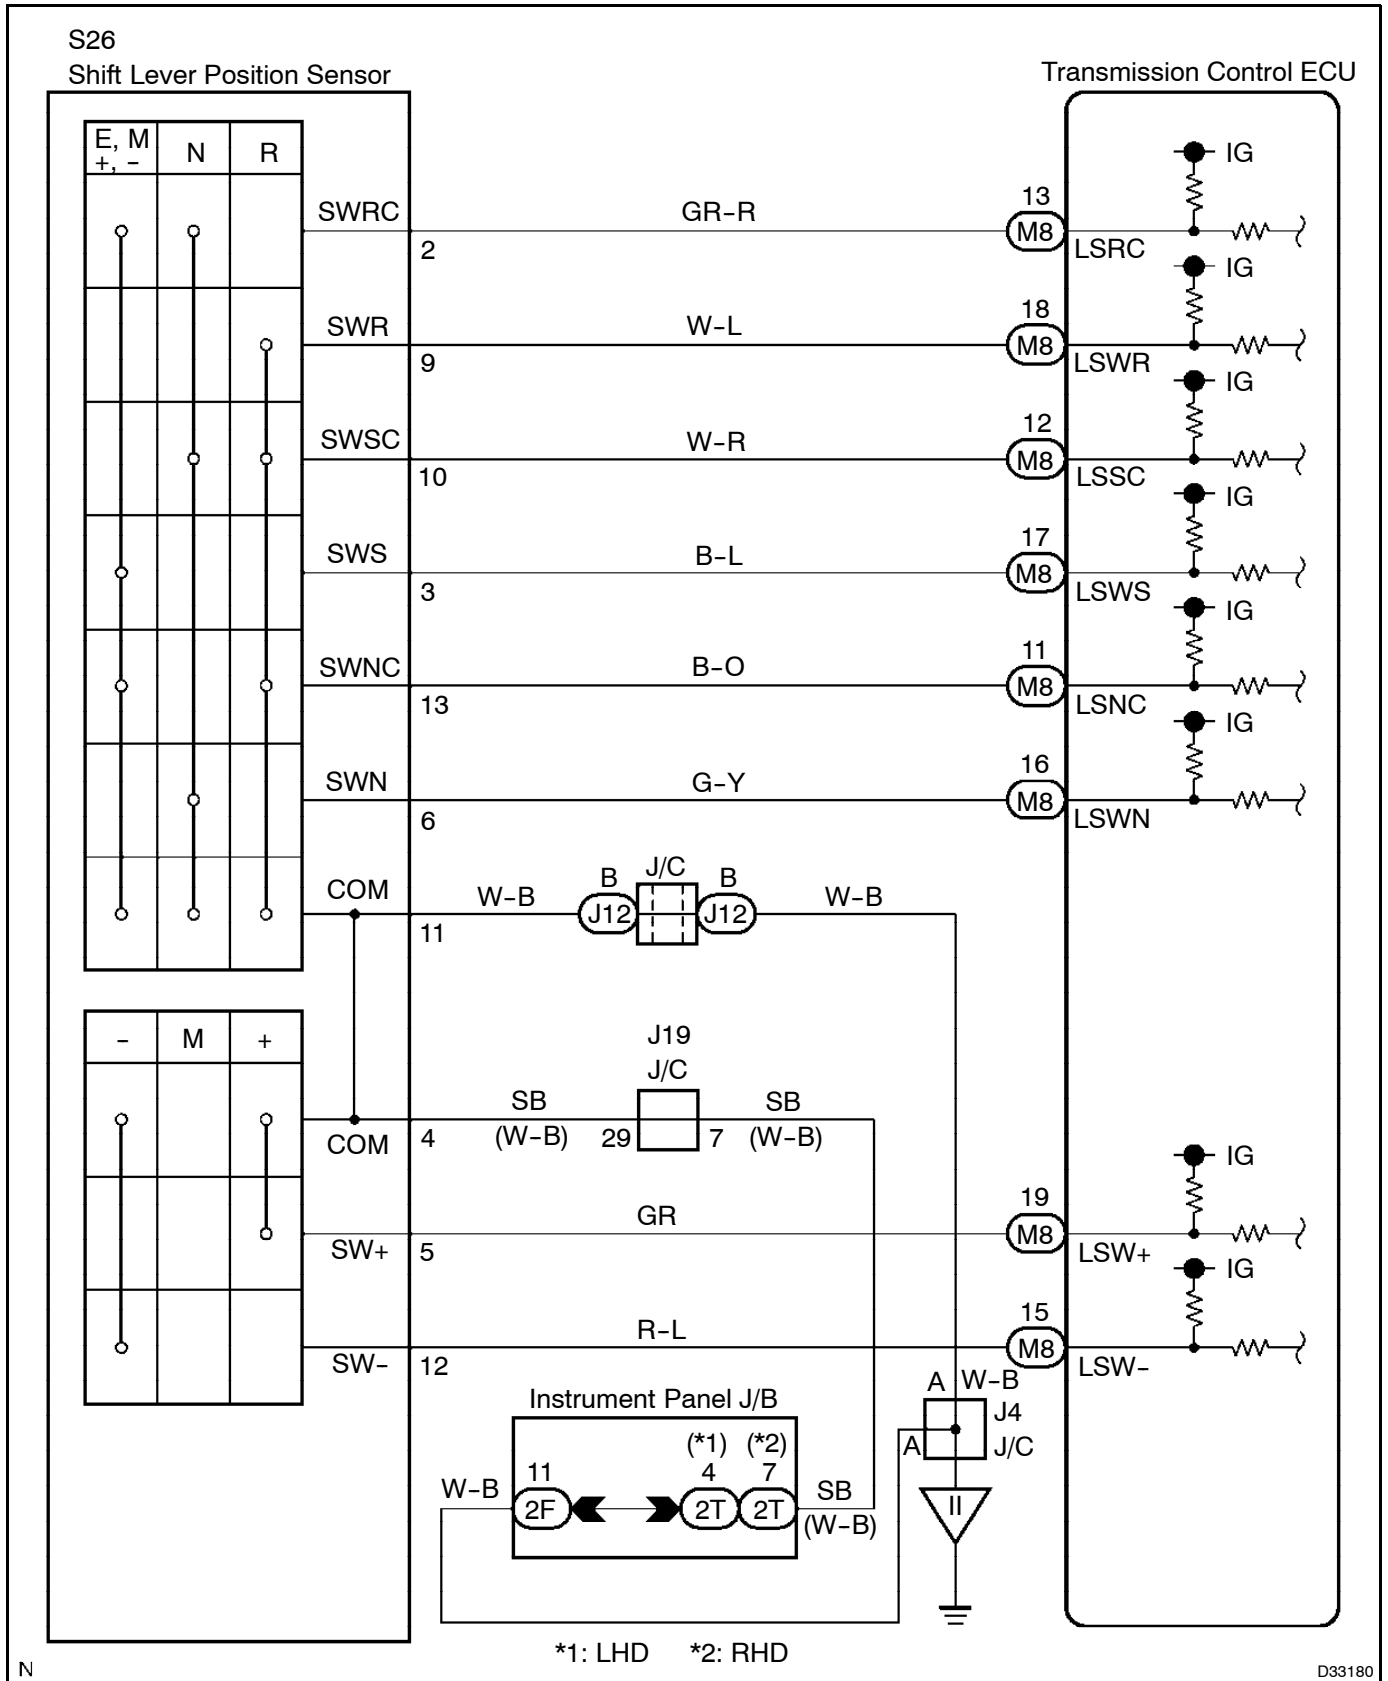 S26
Shift Lever Position Sensor
Transmission Control ECU
E, M
+, -
N
R
IG
SWRC
2
GR-R
13
M8
LSRC
IG
SWR
9
W-L
18
M8
LSWR
IG
SWSC
10
W-R
12
M8
LSSC
IG
SWS
3
B-L
17
M8
LSWS
IG
SWNC
13
B-O
11
M8
LSNC
IG
SWN
6
G-Y
16
M8
LSWN
COM
11
W-B
B
J12
J/C
B
J12
W-B
-
M
+
J19
J/C
COM
4
SB
(W-B)
29
7
SB
(W-B)
IG
SW+
5
GR
19
M8
LSW+
IG
SW-
12
R-L
15
M8
LSW-
Instrument Panel J/B
A
W-B
J4
J/C
A
(*1)
(*2)
W-B
11
2F
4
2T
7
2T
SB
(W-B)
II
*1: LHD
*2: RHD
N
D33180